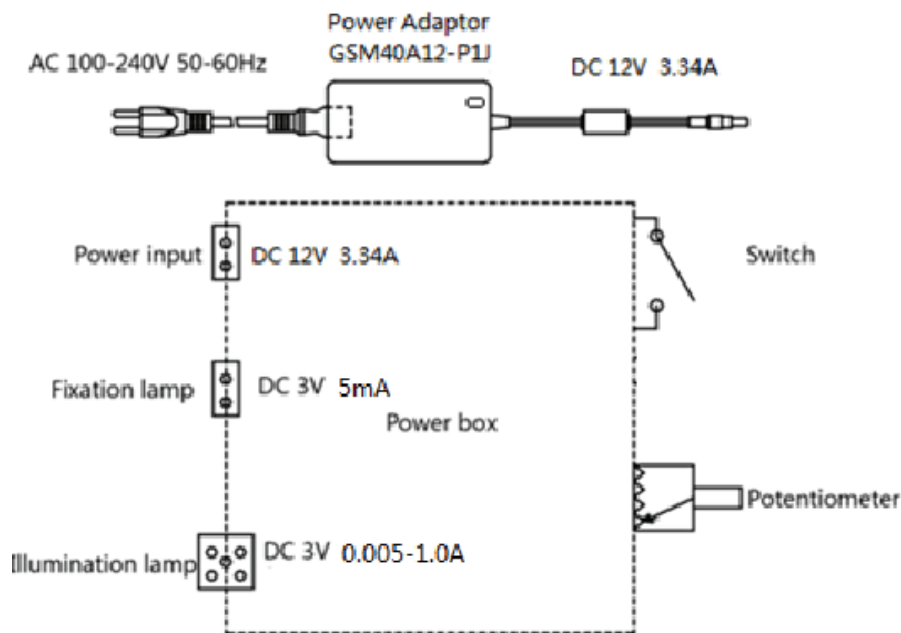 Power Adaptor
GSM40A12-P1J
AC 100-240V 50-60Hz
DC 12V 3.34A
Power input
DC 12V 3.34A
Switch
Fixation lamp
DC 3V 5mA
Power box
Potentiometer
Illumination lamp
DC 3V 0.005-1.0A